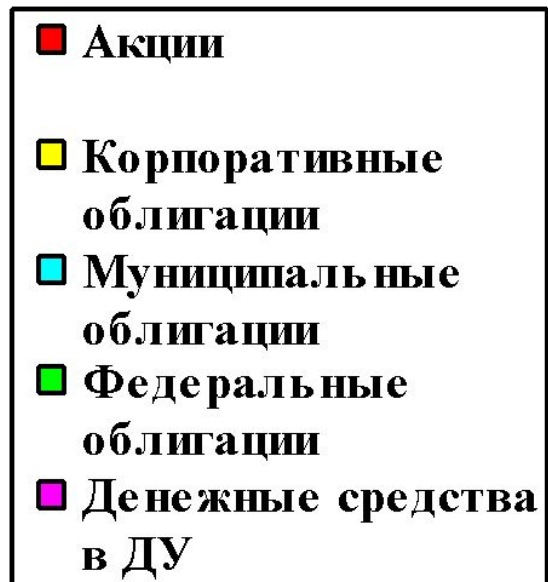 Акции
Корпоративные
облигации
Муниципальные
облигации
Федеральные
облигации
Денежные средства
в ДУ